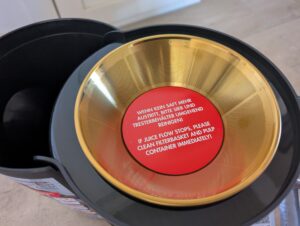 WENN KEIN SAFT MEHR
AUSTRITT, BITTE SIEB UND
TRESTERBEHÄLTER UMGEHEND
REINIGEN!
IF JUICE FLOW STOPS, PLEASE
CLEAN FILTERBASKET AND PULP
CONTAINER IMMEDIATELY!